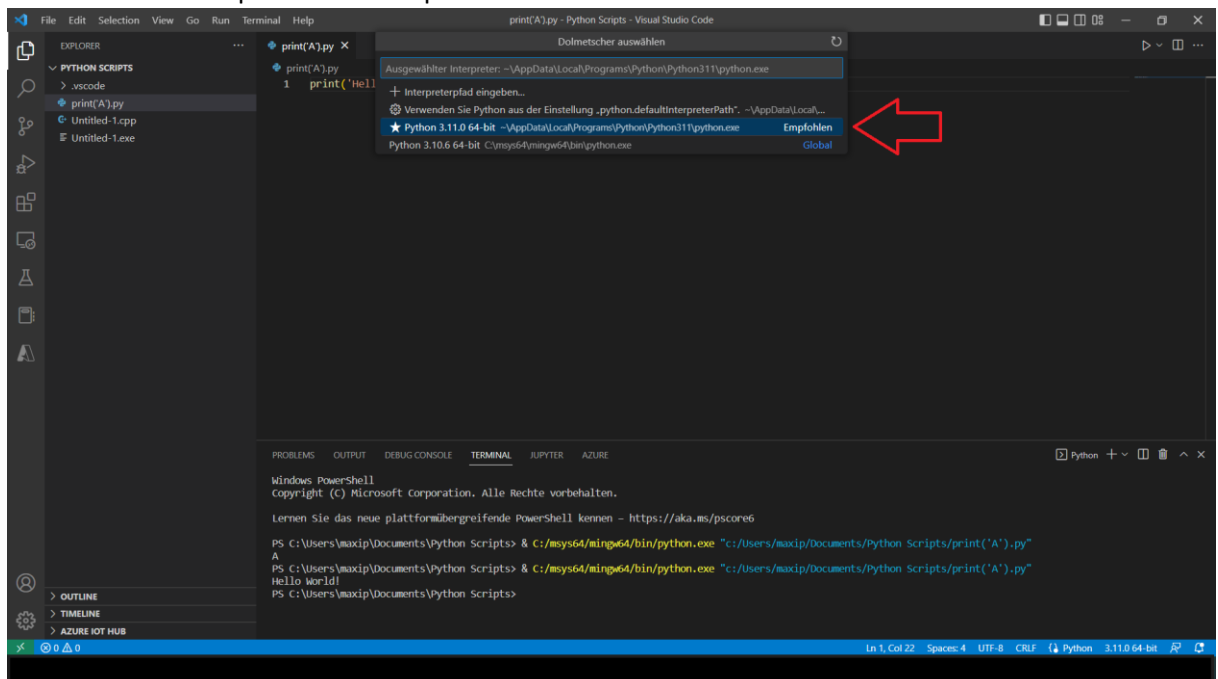 File Edit Selection View Go Run Terminal Help
print('A').py - Python Scripts - Visual Studio Code
EXPLORER
PYTHON SCRIPTS
.vscode
print('A').py
Untitled-1.cpp
Untitled-1.exe
print('A').py
print('A').py
1 print('Hell
Dolmetscher auswählen
Ausgewählter Interpreter: ~\AppData\Local\Programs\Python\Python311\python.exe
Interpreterpfad eingeben...
Verwenden Sie Python aus der Einstellung „python.defaultInterpreterPath". ~\AppData\Local\...
Python 3.11.0 64-bit ~\AppData\Local\Programs\Python\Python311\python.exe Empfohlen
Python 3.10.6 64-bit C:\msys64\mingw64\bin\python.exe Global
PROBLEMS OUTPUT DEBUG CONSOLE TERMINAL JUPYTER AZURE
Python
Windows PowerShell
Copyright (C) Microsoft Corporation. Alle Rechte vorbehalten.
Lernen Sie das neue plattformübergreifende PowerShell kennen – https://aka.ms/pscore6
PS C:\Users\maxip\Documents\Python Scripts> & C:/msys64/mingw64/bin/python.exe "c:/Users/maxip/Documents/Python Scripts/print('A').py"
A
PS C:\Users\maxip\Documents\Python Scripts> & C:/msys64/mingw64/bin/python.exe "c:/Users/maxip/Documents/Python Scripts/print('A').py"
Hello World!
PS C:\Users\maxip\Documents\Python Scripts>
OUTLINE
TIMELINE
AZURE IOT HUB
0 0
Ln 1, Col 22 Spaces: 4 UTF-8 CRLF Python 3.11.0 64-bit